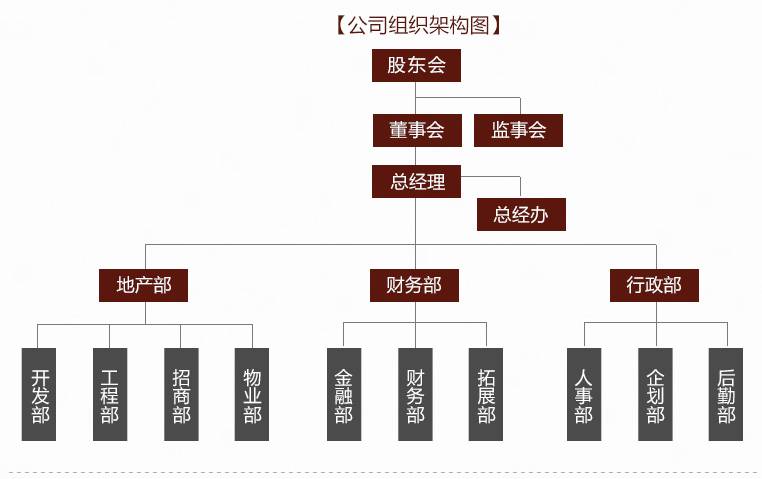 【公司组织架构图】
股东会
董事会
监事会
总经理
总经办
地产部
财务部
行政部
开发部
工程部
招商部
物业部
金融部
财务部
拓展部
人事部
企划部
后勤部